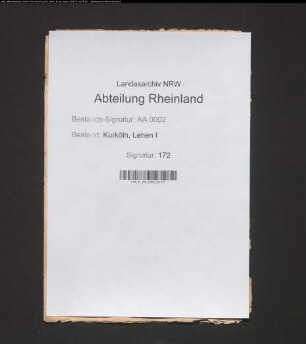 Landesarchiv NRW
Abteilung Rheinland
Bestands-Signatur: AA 0002
Bestand: Kurköln, Lehen I
Signatur: 172